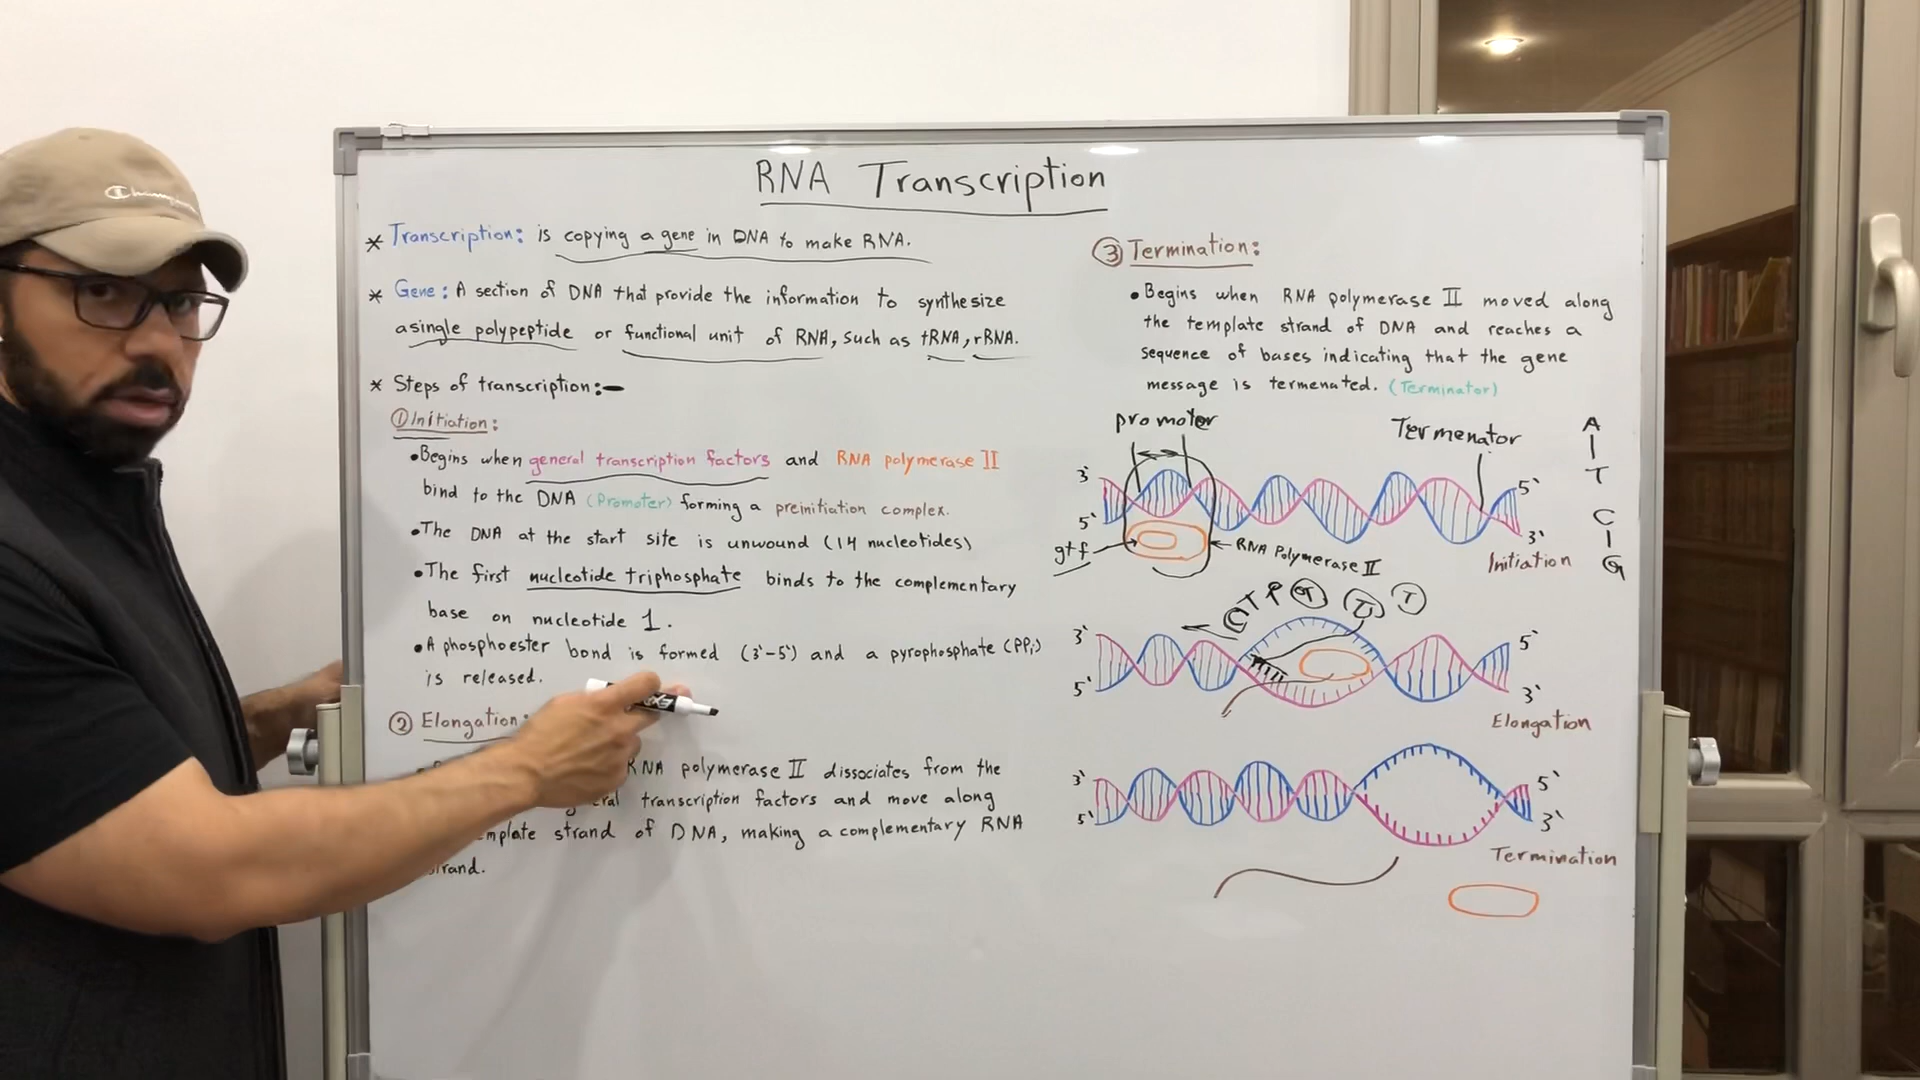 RNA Transcription
* Transcription: is copying a gene in DNA to make RNA.
* Gene: A section of DNA that provide the information to synthesize
a single polypeptide or functional unit of RNA, such as tRNA, rRNA.
* Steps of transcription:-
① Initiation:
• Begins when general transcription factors and RNA polymerase II
bind to the DNA (Promoter) forming a preinitiation complex.
• The DNA at the start site is unwound (14 nucleotides)
• The first nucleotide triphosphate binds to the complementary
base on nucleotide 1.
• A phosphoester bond is formed (3'-5') and a pyrophosphate (PPi)
is released.
② Elongation:
RNA polymerase II dissociates from the
transcription factors and move along
strand of DNA, making a complementary RNA
③ Termination:
• Begins when RNA polymerase II moved along
the template strand of DNA and reaches a
sequence of bases indicating that the gene
message is termenated. (Terminator)
promoter
Termenator
A
T
C
G
3' 5'
5' 3'
gtf
RNA Polymerase II
Initiation
T
3' 5'
5' 3'
Elongation
3' 5'
5' 3'
Termination
Champion